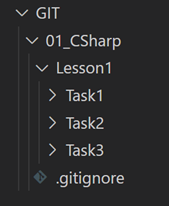 GIT
01_CSharp
Lesson1
Task1
Task2
Task3
.gitignore